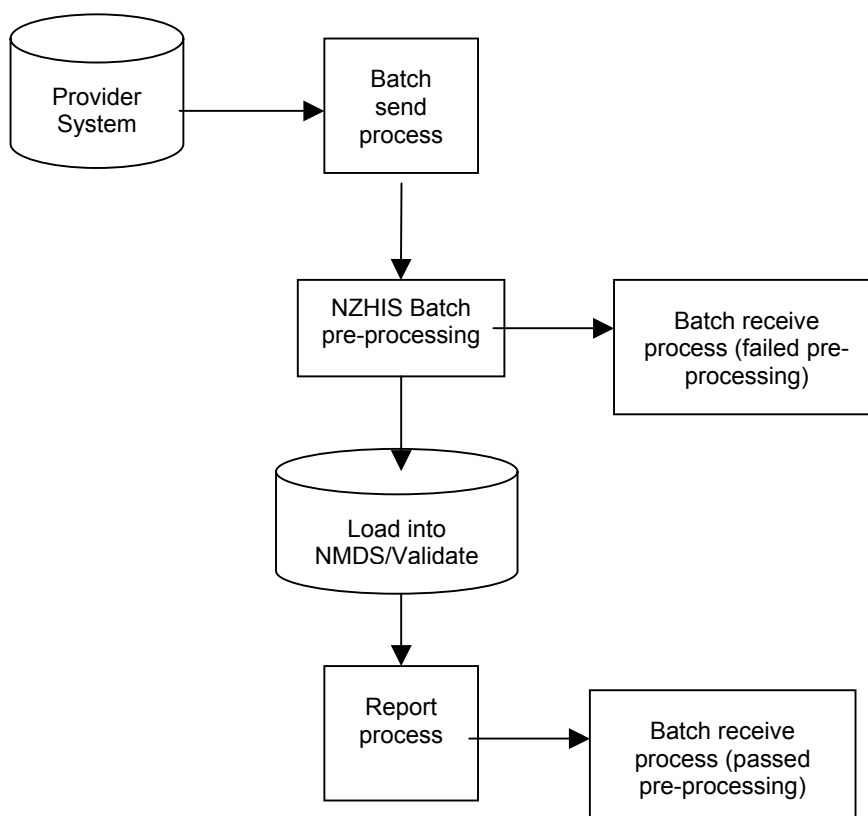 Provider
System
Batch
send
process
NZHIS Batch
pre-processing
Batch receive
process (failed pre-
processing)
Load into
NMDS/Validate
Report
process
Batch receive
process (passed
pre-processing)